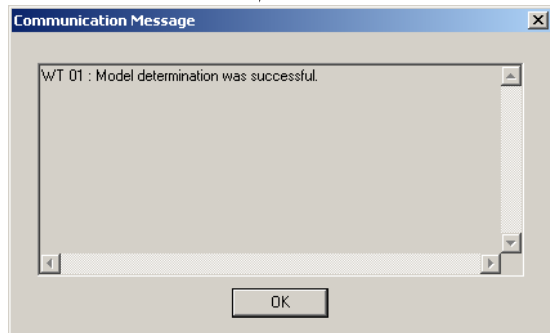 Communication Message
WT 01 : Model determination was successful.
OK